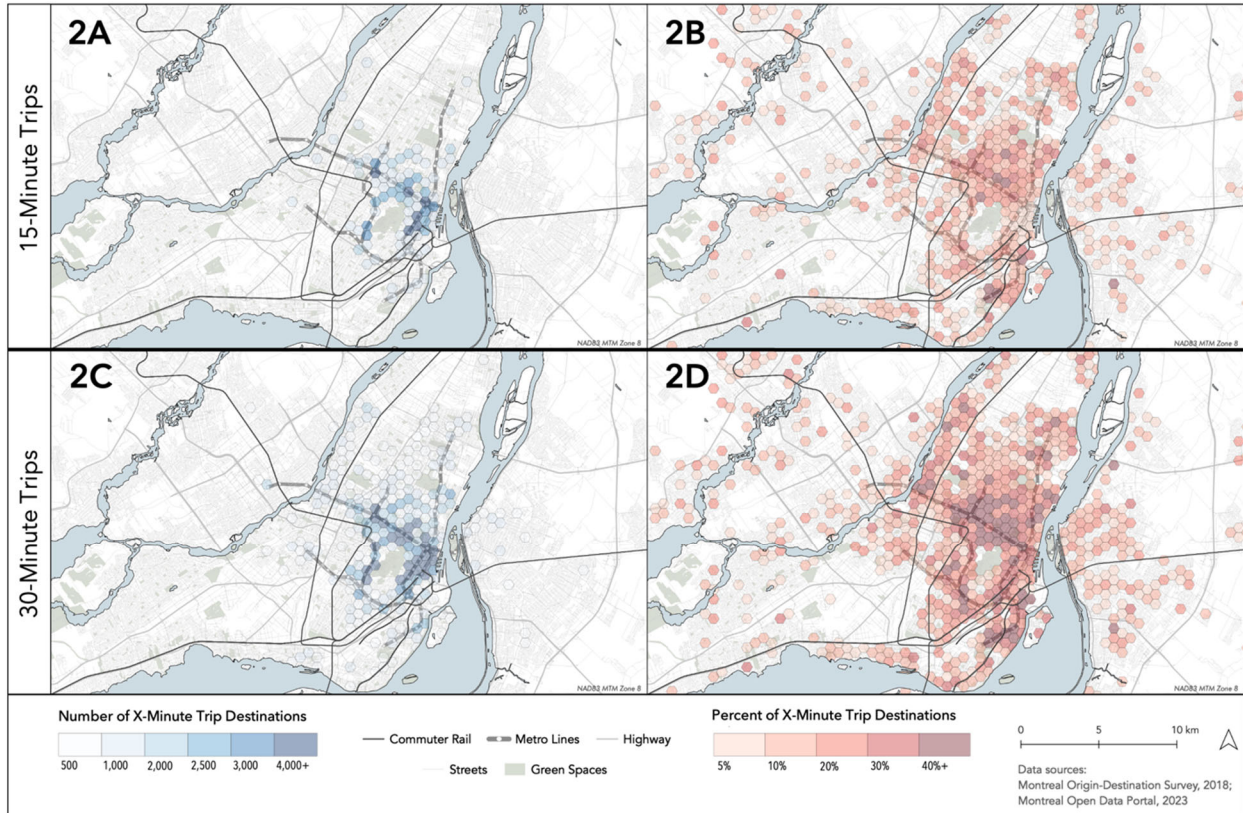 15-Minute Trips
2A
2B
NAD83 MTM Zone 8
NAD83 MTM Zone 8
30-Minute Trips
2C
2D
NAD83 MTM Zone 8
NAD83 MTM Zone 8
Number of X-Minute Trip Destinations
500 1,000 2,000 2,500 3,000 4,000+
Commuter Rail Metro Lines Highway
Streets Green Spaces
Percent of X-Minute Trip Destinations
5% 10% 20% 30% 40%+
0 5 10 km
Data sources:
Montreal Origin-Destination Survey, 2018;
Montreal Open Data Portal, 2023